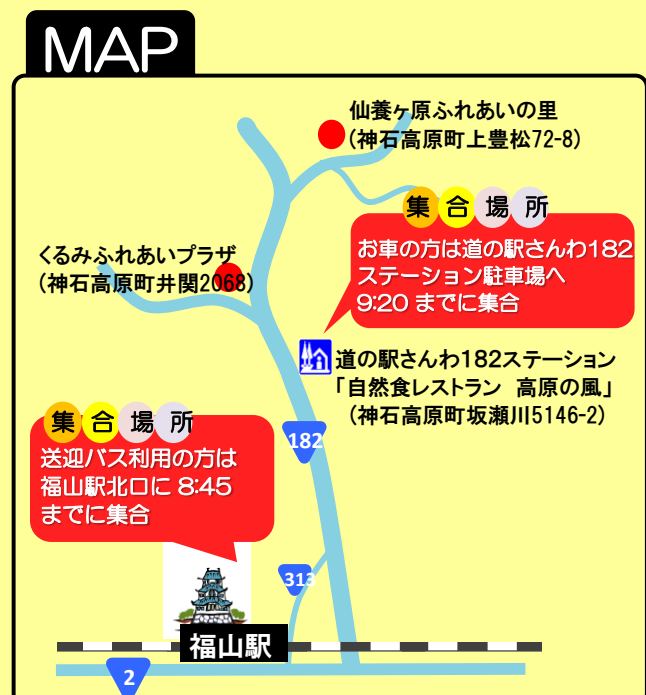 MAP
仙養ヶ原ふれあいの里
(神石高原町上豊松72-8)
集合場所
お車の方は道の駅さんわ182
ステーション駐車場へ
9:20 までに集合
くるみふれあいプラザ
(神石高原町井関2068)
道の駅さんわ182ステーション
「自然食レストラン 高原の風」
(神石高原町坂瀬川5146-2)
182
集合場所
送迎バス利用の方は
福山駅北口に 8:45
までに集合
313
福山駅
2